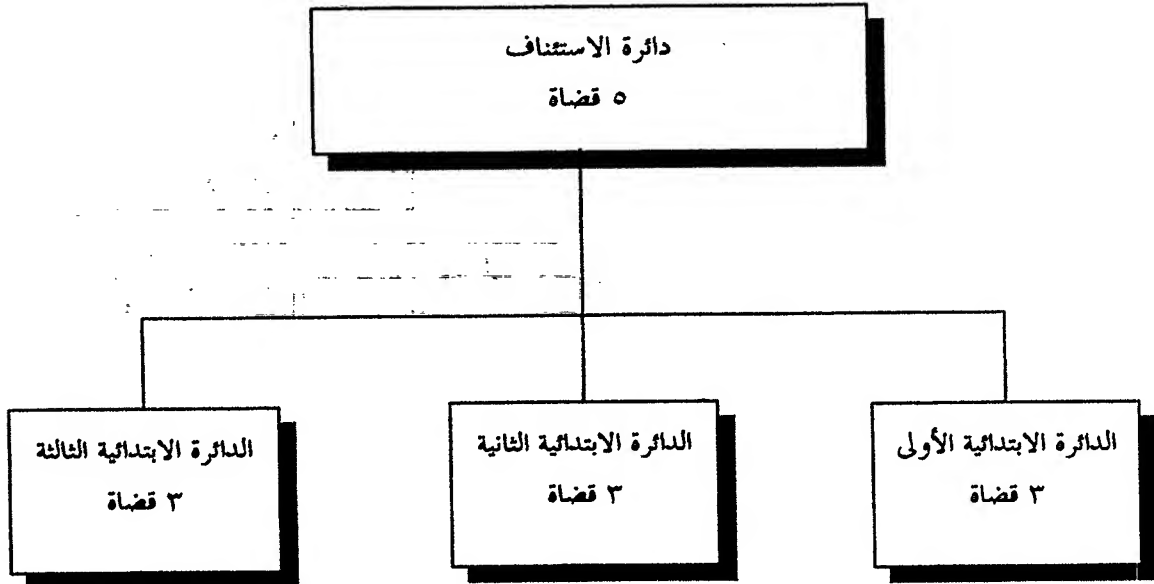 دائرة الاستئناف
٥ قضاة
الدائرة الابتدائية الأولى
٣ قضاة
الدائرة الابتدائية الثانية
٣ قضاة
الدائرة الابتدائية الثالثة
٣ قضاة